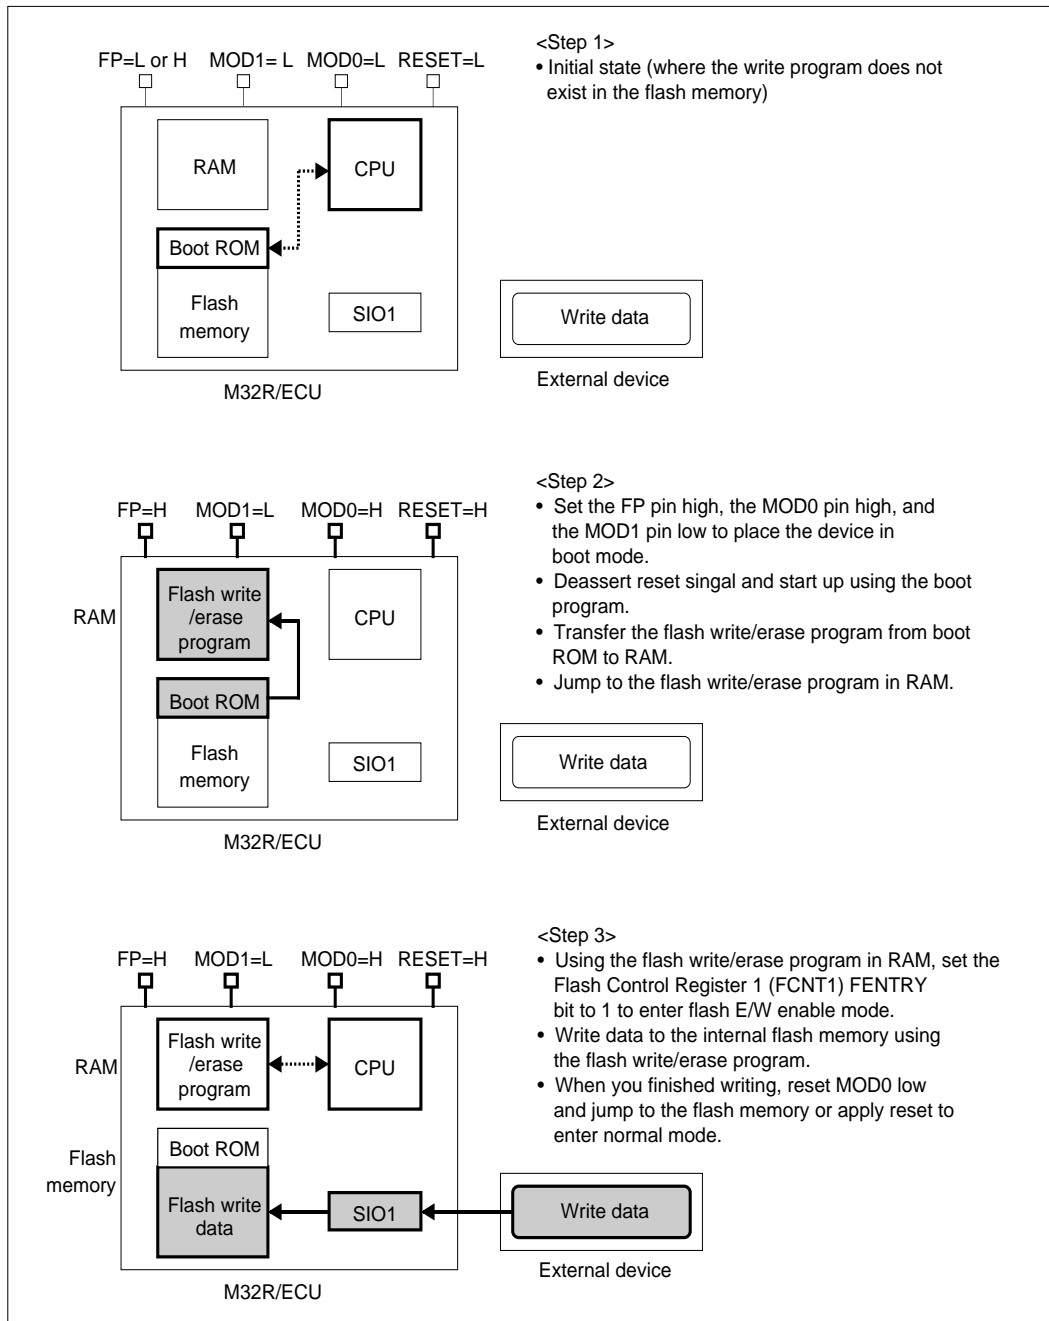 FP=L or H MOD1= L MOD0=L RESET=L
RAM
CPU
Boot ROM
Flash
memory
SIO1
M32R/ECU
Write data
External device
<Step 1>
• Initial state (where the write program does not
exist in the flash memory)
FP=H MOD1=L MOD0=H RESET=H
RAM
Flash write
/erase
program
CPU
Boot ROM
Flash
memory
SIO1
M32R/ECU
Write data
External device
<Step 2>
• Set the FP pin high, the MOD0 pin high, and
the MOD1 pin low to place the device in
boot mode.
• Deassert reset singal and start up using the boot
program.
• Transfer the flash write/erase program from boot
ROM to RAM.
• Jump to the flash write/erase program in RAM.
FP=H MOD1=L MOD0=H RESET=H
RAM
Flash write
/erase
program
CPU
Flash
memory
Boot ROM
Flash write
data
SIO1
M32R/ECU
Write data
External device
<Step 3>
• Using the flash write/erase program in RAM, set the
Flash Control Register 1 (FCNT1) FENTRY
bit to 1 to enter flash E/W enable mode.
• Write data to the internal flash memory using
the flash write/erase program.
• When you finished writing, reset MOD0 low
and jump to the flash memory or apply reset to
enter normal mode.